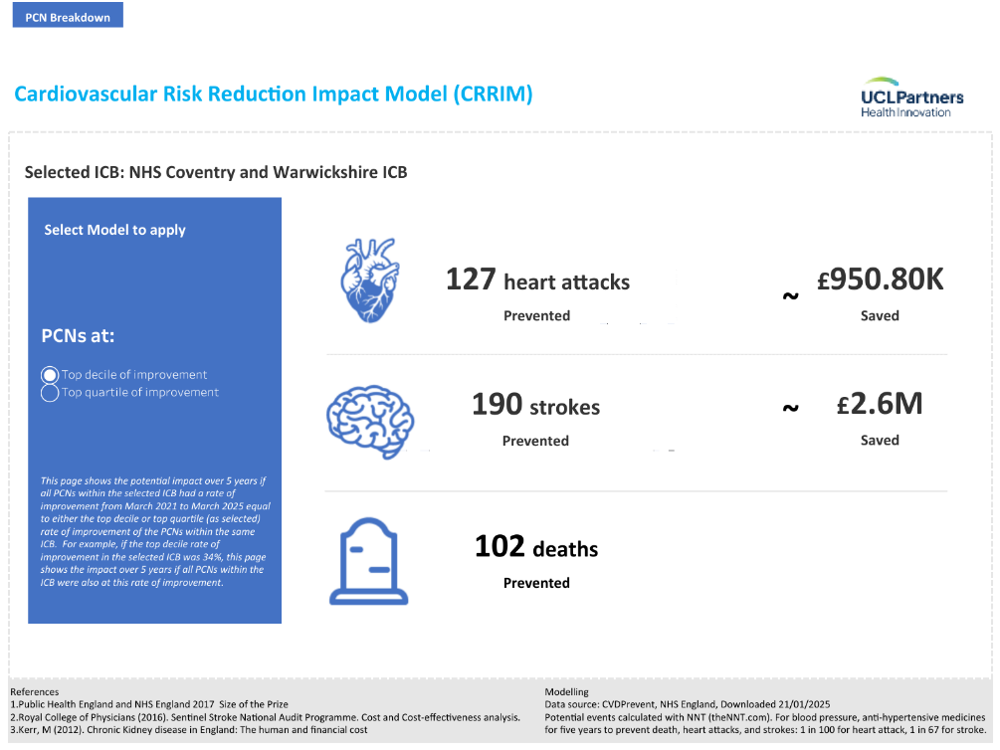 PCN Breakdown
Cardiovascular Risk Reduction Impact Model (CRRIM)
UCLPartners
Health Innovation
Selected ICB: NHS Coventry and Warwickshire ICB
Select Model to apply
PCNs at:
Top decile of improvement
Top quartile of improvement
This page shows the potential impact over 5 years if
all PCNs within the selected ICB had a rate of
improvement from March 2021 to March 2025 equal
to either the top decile or top quartile (as selected)
rate of improvement of the PCNs within the same
ICB. For example, if the top decile rate of
improvement in the selected ICB was 34%, this page
shows the impact over 5 years if all PCNs within the
ICB were also at this rate of improvement.
127 heart attacks
Prevented
~
£950.80K
Saved
190 strokes
Prevented
~
£2.6M
Saved
102 deaths
Prevented
References
1.Public Health England and NHS England 2017 Size of the Prize
2.Royal College of Physicians (2016). Sentinel Stroke National Audit Programme. Cost and Cost-effectiveness analysis.
3.Kerr, M (2012). Chronic Kidney disease in England: The human and financial cost
Modelling
Data source: CVDPrevent, NHS England, Downloaded 21/01/2025
Potential events calculated with NNT (theNNT.com). For blood pressure, anti-hypertensive medicines
for five years to prevent death, heart attacks, and strokes: 1 in 100 for heart attack, 1 in 67 for stroke.